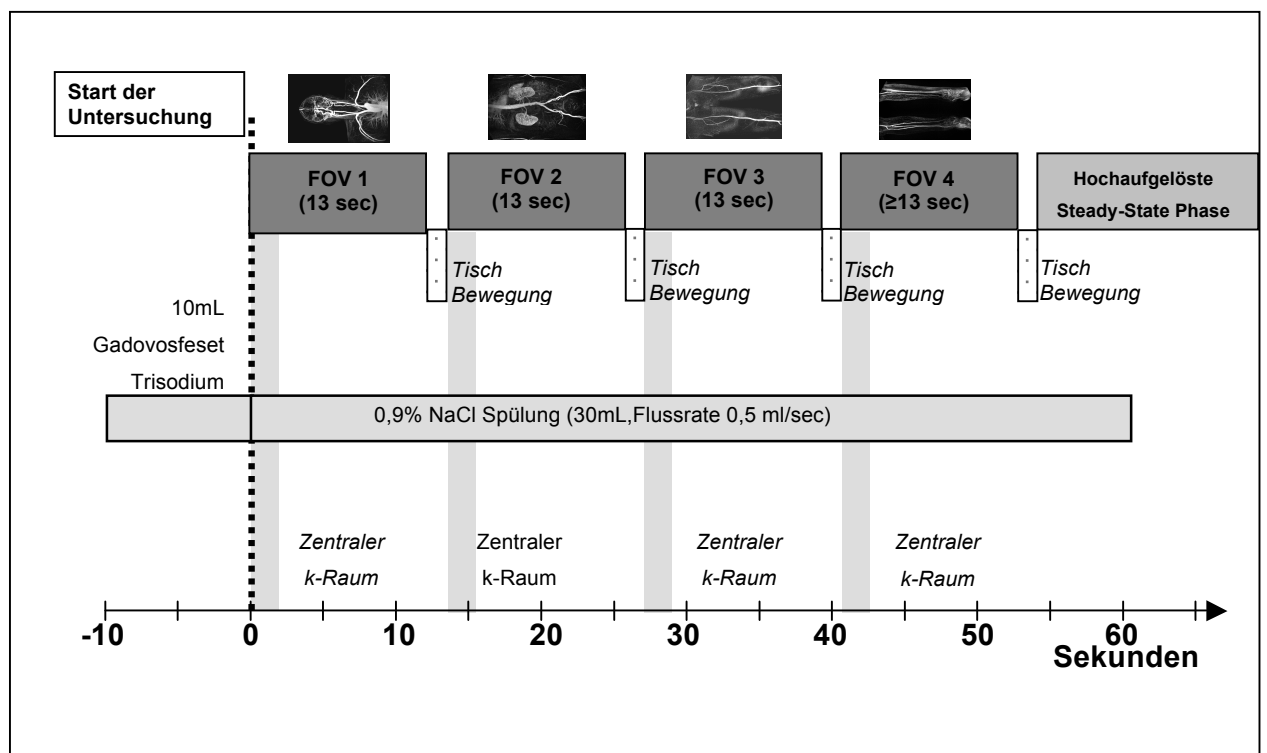 Start der
Untersuchung
FOV 1
(13 sec)
FOV 2
(13 sec)
FOV 3
(13 sec)
FOV 4
(≥13 sec)
Hochaufgelöste
Steady-State Phase
Tisch
Bewegung
Tisch
Bewegung
Tisch
Bewegung
Tisch
Bewegung
10mL
Gadovosfeset
Trisodium
0,9% NaCl Spülung (30mL,Flussrate 0,5 ml/sec)
Zentraler
k-Raum
Zentraler
k-Raum
Zentraler
k-Raum
Zentraler
k-Raum
-10 0 10 20 30 40 50 60
Sekunden